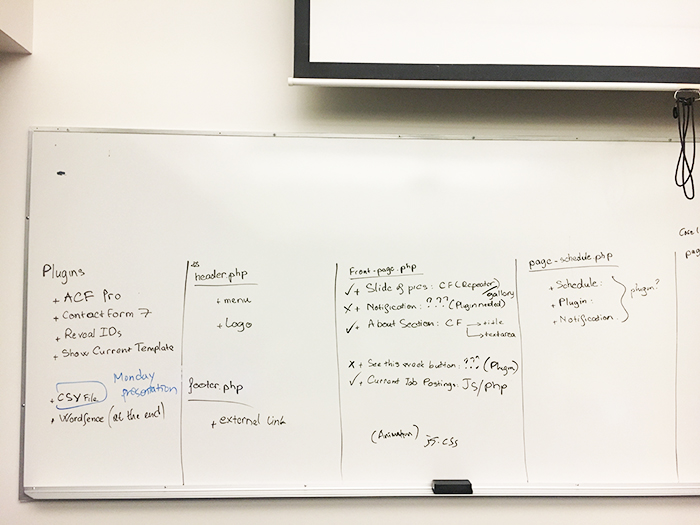 Plugins
+ ACF Pro
+ Contact Form 7
+ Reveal IDs
+ Show Current Template
Monday
presentation
+ CSV File
+ Wordfence (at the end)
header.php
+ menu
+ Logo
footer.php
+ external link
Front-page.php
✓ + Slide of pics: CF (Repeater)
gallery
x + Notification: ??? (Plugin needed)
✓ + About Section: CF → title
→ textarea
x + See this week button: ??? (Plugin)
✓ + Current Job Postings: JS/php
(Animation) js.css
page-schedule.php
+ Schedule:
+ Plugin:
+ Notification:
plugin?